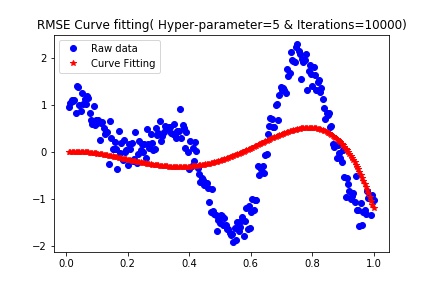 RMSE Curve fitting( Hyper-parameter=5 & Iterations=10000)
Raw data
Curve Fitting
2
1
0
−1
−2
0.0 0.2 0.4 0.6 0.8 1.0